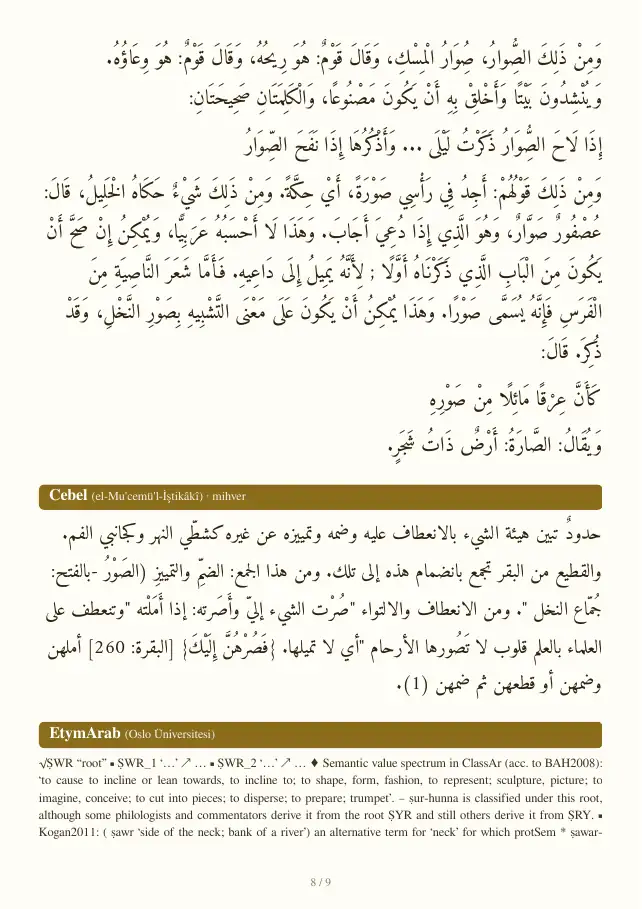 وَمِنْ ذَلِكَ الصُِّوارُ، صُِوَارُ الْمِسْكِ، وَقَالَ قَوْمٌ: هُوَ رِيحُهُ، وَقَالَ قَوْمٌ: هُوَ وِعَاؤُهُ.
وَيُنْشِدُونَ بَيْتًا وَأَخْلِقْ بِهِ أَنْ يَكُونَ مَصْنُوعًا، وَالْكَلِمَتَانِ صَحِيحَتَانِ:
إِذَا لَاحَ الصُِّوَارُ ذَكَرْتُ لَيْلَى ... وَأَذْكُرُهَا إِذَا نَفَحَ الصِّوَارُ
وَمِنْ ذَلِكَ قَوْلُهُمْ: أَجِدُ فِي رَأْسِي صَوْرَةً، أَيْ حِكَّةً. وَمِنْ ذَلِكَ شَيْءٌ حَكَاهُ الْخَلِيلُ، قَالَ:
عُصْفُورٌ صَوَّارٌ، وَهُوَ الَّذِي إِذَا دُعِيَ أَجَابَ. وَهَذَا لَا أَحْسَبُهُ عَرَبِيًّا، وَيُمْكِنُ إِنْ صَحَّ أَنْ
يَكُونَ مِنَ الْبَابِ الَّذِي ذَكَرْنَاهُ أَوَّلًا ; لِأَنَّهُ يَمِيلُ إِلَى دَاعِيهِ. فَأَمَّا شَعَرَ النَّاصِيَةِ مِنَ
الْفَرَسِ فَإِنَّهُ يُسَمَّى صَوْرًا. وَهَذَا يُمْكِنُ أَنْ يَكُونَ عَلَى مَعْنَى التَّشْبِيهِ بِصَوْرِ النَّخْلِ، وَقَدْ
ذُكِرَ. قَالَ:
كَأَنَّ عِرْقًا مَائِلًا مِنْ صَوْرِهِ
وَيُقَالُ: الصَّارَةُ: أَرْضٌ ذَاتُ شَجَرٍ.
Cebel (el-Mu'cemü'l-İştikâkî) · mihver
حدودٌ تبين هيئة الشيء بالانعطاف عليه وضمه وتمييزه عن غيره كشطّي النهر وكجانبي الفم.
والقطيع من البقر تجمع بانضمام هذه إلى تلك. ومن هذا الجمع: الضمّ والتمييز (الصَوْرُ -بالفتح:
جُمّاع النخل ". ومن الانعطاف والالتواء "صُرْت الشيء إليّ وأَصَرته: إذا أَمَلْته "وتنعطف على
العلماء بالعلم قلوب لا تَصُورها الأرحام "أي لا تميلها. {فَصُرْهُنَّ إِلَيْكَ} [البقرة: 260] أملهن
وضمهن أو قطعهن ثم ضمهن (1).
EtymArab (Oslo Üniversitesi)
√ṢWR “root” ▪ ṢWR_1 ‘…’ ↗ … ▪ ṢWR_2 ‘…’ ↗ … ♦ Semantic value spectrum in ClassAr (acc. to BAH2008):
‘to cause to incline or lean towards, to incline to; to shape, form, fashion, to represent; sculpture, picture; to
imagine, conceive; to cut into pieces; to disperse; to prepare; trumpet’. – ṣur-hunna is classified under this root,
although some philologists and commentators derive it from the root ṢYR and still others derive it from ṢRY. ▪
Kogan2011: ( ṣawr ‘side of the neck; bank of a river’) an alternative term for ‘neck’ for which protSem * ṣawar-
8 / 9